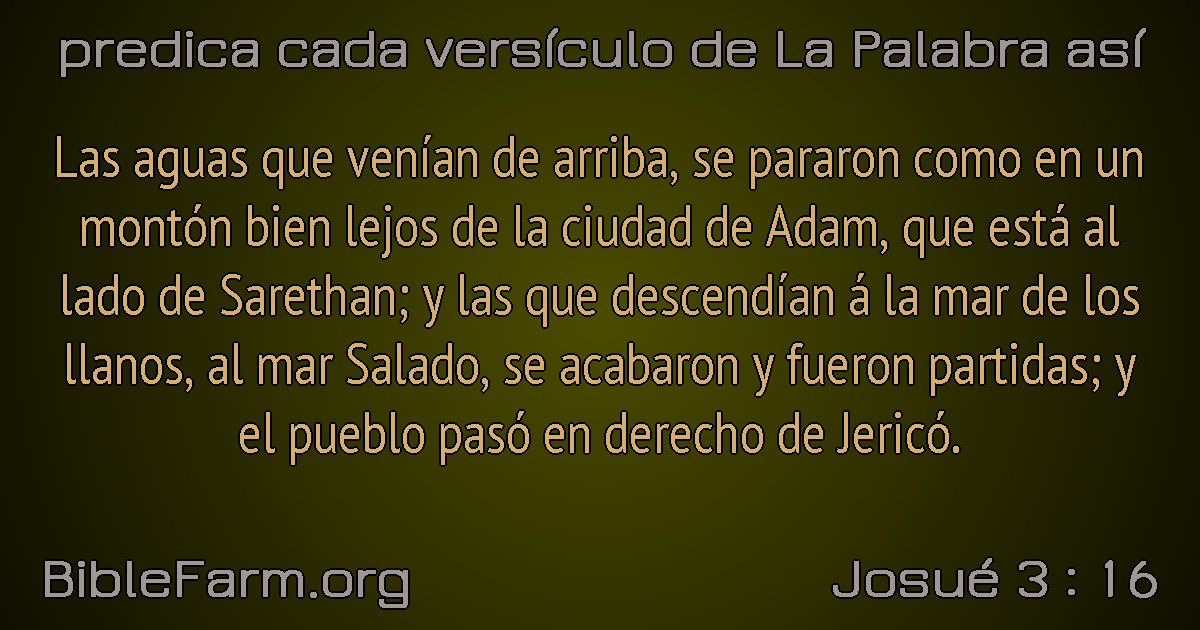 predica cada versículo de La Palabra así
Las aguas que venían de arriba, se pararon como en un
montón bien lejos de la ciudad de Adam, que está al
lado de Sarethan; y las que descendían á la mar de los
llanos, al mar Salado, se acabaron y fueron partidas; y
el pueblo pasó en derecho de Jericó.
BibleFarm.org
Josué 3 : 16